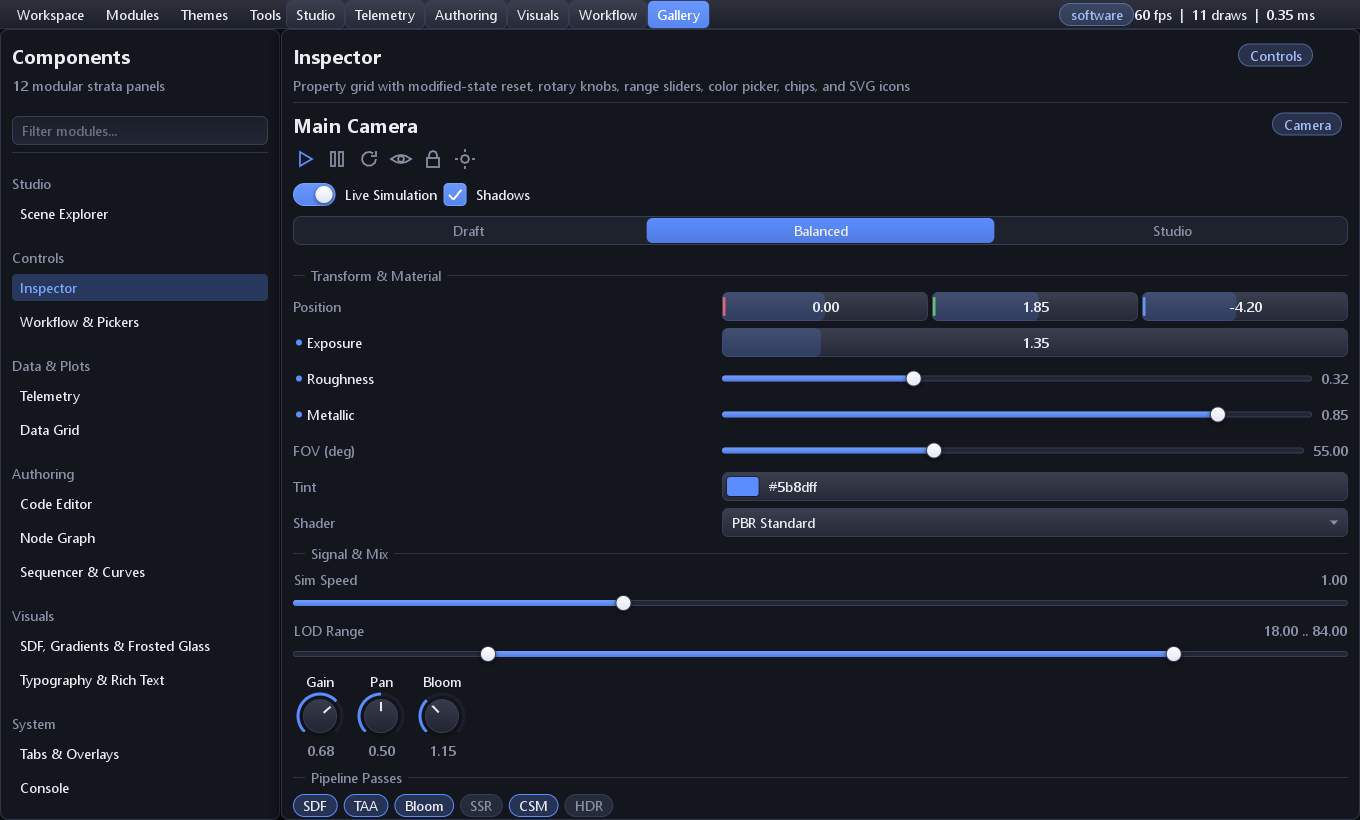 Workspace Modules Themes Tools Studio Telemetry Authoring Visuals Workflow Gallery software 60 fps | 11 draws | 0.35 ms
Components
12 modular strata panels
Filter modules...
Studio
Scene Explorer
Controls
Inspector
Workflow & Pickers
Data & Plots
Telemetry
Data Grid
Authoring
Code Editor
Node Graph
Sequencer & Curves
Visuals
SDF, Gradients & Frosted Glass
Typography & Rich Text
System
Tabs & Overlays
Console
Inspector Controls
Property grid with modified-state reset, rotary knobs, range sliders, color picker, chips, and SVG icons
Main Camera Camera
Live Simulation Shadows
Draft Balanced Studio
Transform & Material
Position 0.00 1.85 -4.20
Exposure 1.35
Roughness 0.32
Metallic 0.85
FOV (deg) 55.00
Tint #5b8dff
Shader PBR Standard
Signal & Mix
Sim Speed 1.00
LOD Range 18.00 .. 84.00
Gain Pan Bloom
0.68 0.50 1.15
Pipeline Passes
SDF TAA Bloom SSR CSM HDR